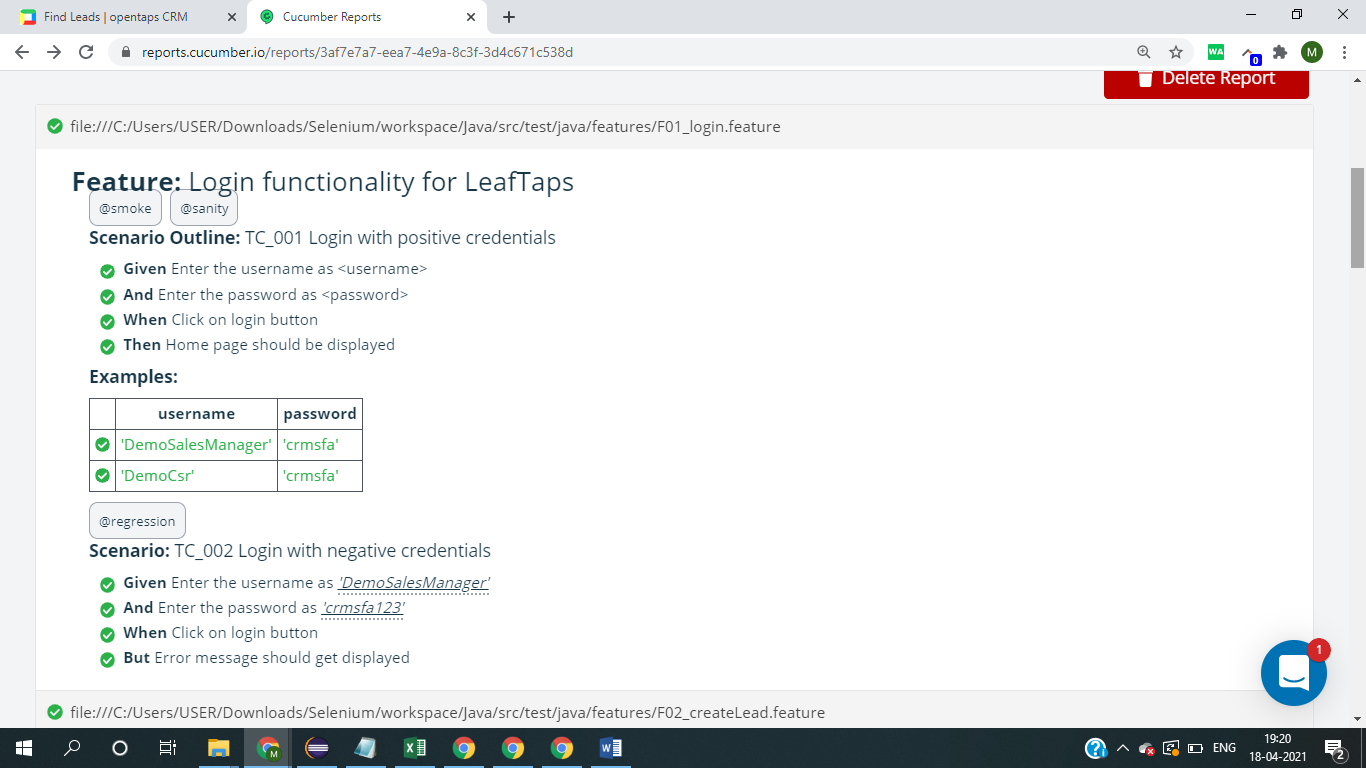 Find Leads | opentaps CRM
Cucumber Reports
reports.cucumber.io/reports/3af7e7a7-eea7-4e9a-8c3f-3d4c671c538d
WA
0
M
Delete Report
file:///C:/Users/USER/Downloads/Selenium/workspace/Java/src/test/java/features/F01_login.feature
Feature: Login functionality for LeafTaps
@smoke @sanity
Scenario Outline: TC_001 Login with positive credentials
Given Enter the username as <username>
And Enter the password as <password>
When Click on login button
Then Home page should be displayed
Examples:
username password
'DemoSalesManager' 'crmsfa'
'DemoCsr' 'crmsfa'
@regression
Scenario: TC_002 Login with negative credentials
Given Enter the username as 'DemoSalesManager'
And Enter the password as 'crmsfa123'
When Click on login button
But Error message should get displayed
1
file:///C:/Users/USER/Downloads/Selenium/workspace/Java/src/test/java/features/F02_createLead.feature
M
ENG
19:20
18-04-2021
2